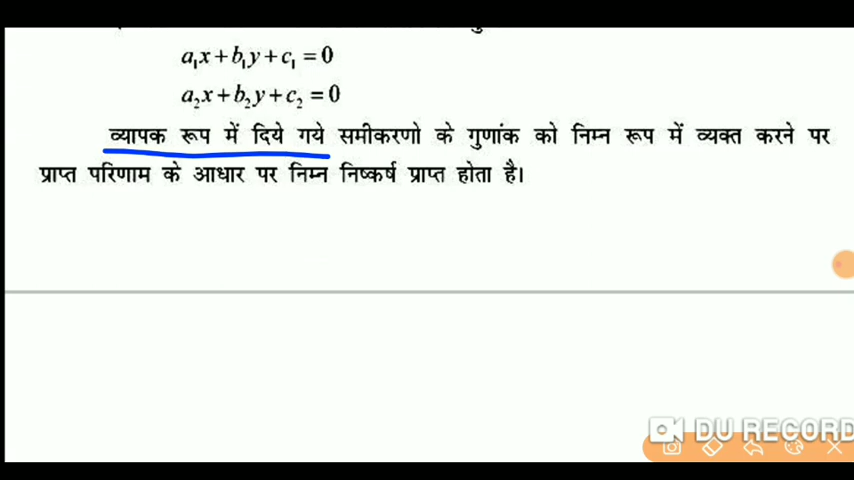 a₁x + b₁y + c₁ = 0
a₂x + b₂y + c₂ = 0
व्यापक रूप में दिये गये समीकरणो के गुणांक को निम्न रूप में व्यक्त करने पर
प्राप्त परिणाम के आधार पर निम्न निष्कर्ष प्राप्त होता है।
DU RECORD